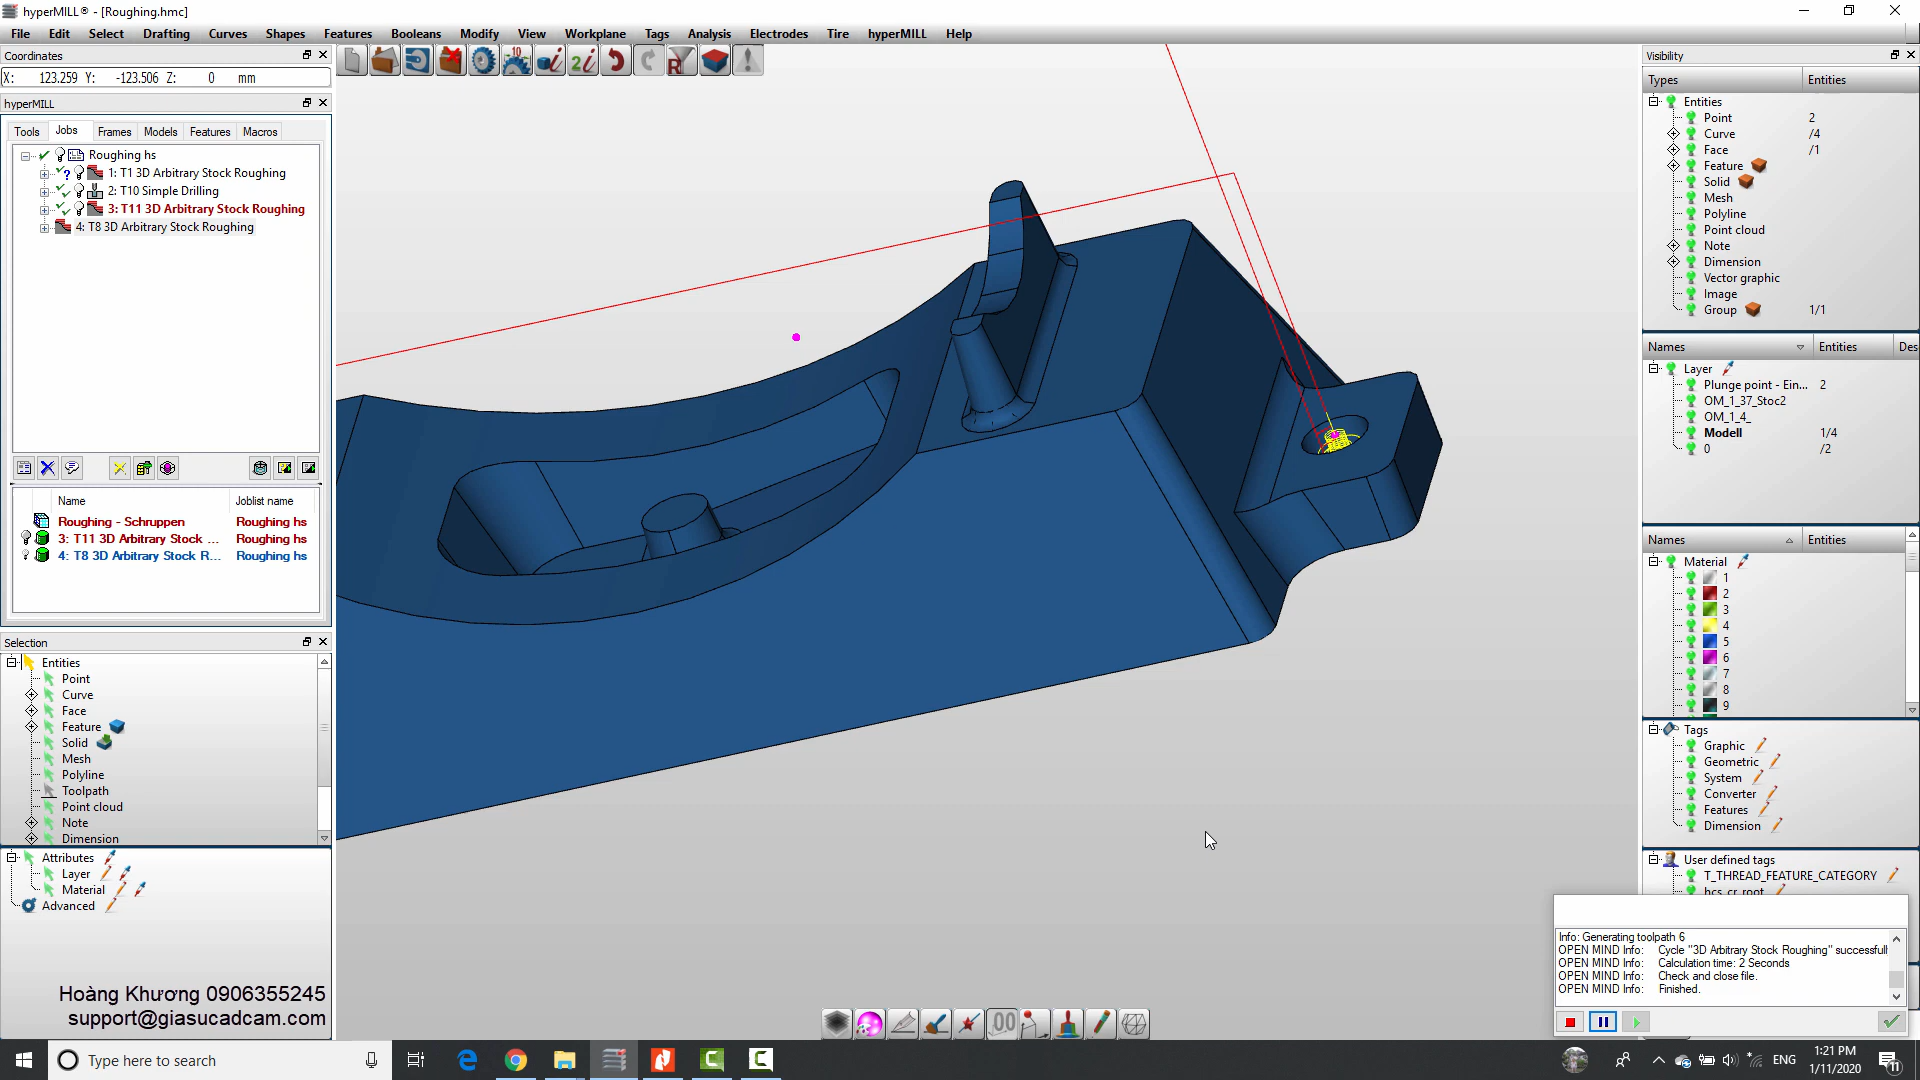 hyperMILL® - [Roughing.hmc]
File Edit Select Drafting Curves Shapes Features Booleans Modify View Workplane Tags Analysis Electrodes Tire hyperMILL Help
Coordinates
X: 123.259 Y: -123.506 Z: 0 mm
hyperMILL
Tools Jobs Frames Models Features Macros
Roughing hs
1: T1 3D Arbitrary Stock Roughing
2: T10 Simple Drilling
3: T11 3D Arbitrary Stock Roughing
4: T8 3D Arbitrary Stock Roughing
Name Joblist name
Roughing - Schruppen Roughing hs
3: T11 3D Arbitrary Stock ... Roughing hs
4: T8 3D Arbitrary Stock R... Roughing hs
Selection
Entities
Point
Curve
Face
Feature
Solid
Mesh
Polyline
Toolpath
Point cloud
Note
Dimension
Attributes
Layer
Material
Advanced
Hoàng Khương 0906355245
support@giasucadcam.com
Visibility
Types Entities
Entities
Point 2
Curve /4
Face /1
Feature
Solid
Mesh
Polyline
Point cloud
Note
Dimension
Vector graphic
Image
Group 1/1
Names Entities Des
Layer
Plunge point - Ein... 2
OM_1_37_Stoc2
OM_1_4_
Modell 1/4
0 /2
Names Entities
Material
1
2
3
4
5
6
7
8
9
Tags
Graphic
Geometric
System
Converter
Features
Dimension
User defined tags
T_THREAD_FEATURE_CATEGORY
hcs_cr_root
Info: Generating toolpath 6
OPEN MIND Info: Cycle "3D Arbitrary Stock Roughing" successfull
OPEN MIND Info: Calculation time: 2 Seconds
OPEN MIND Info: Check and close file.
OPEN MIND Info: Finished.
Type here to search
ENG
1:21 PM
1/11/2020
11